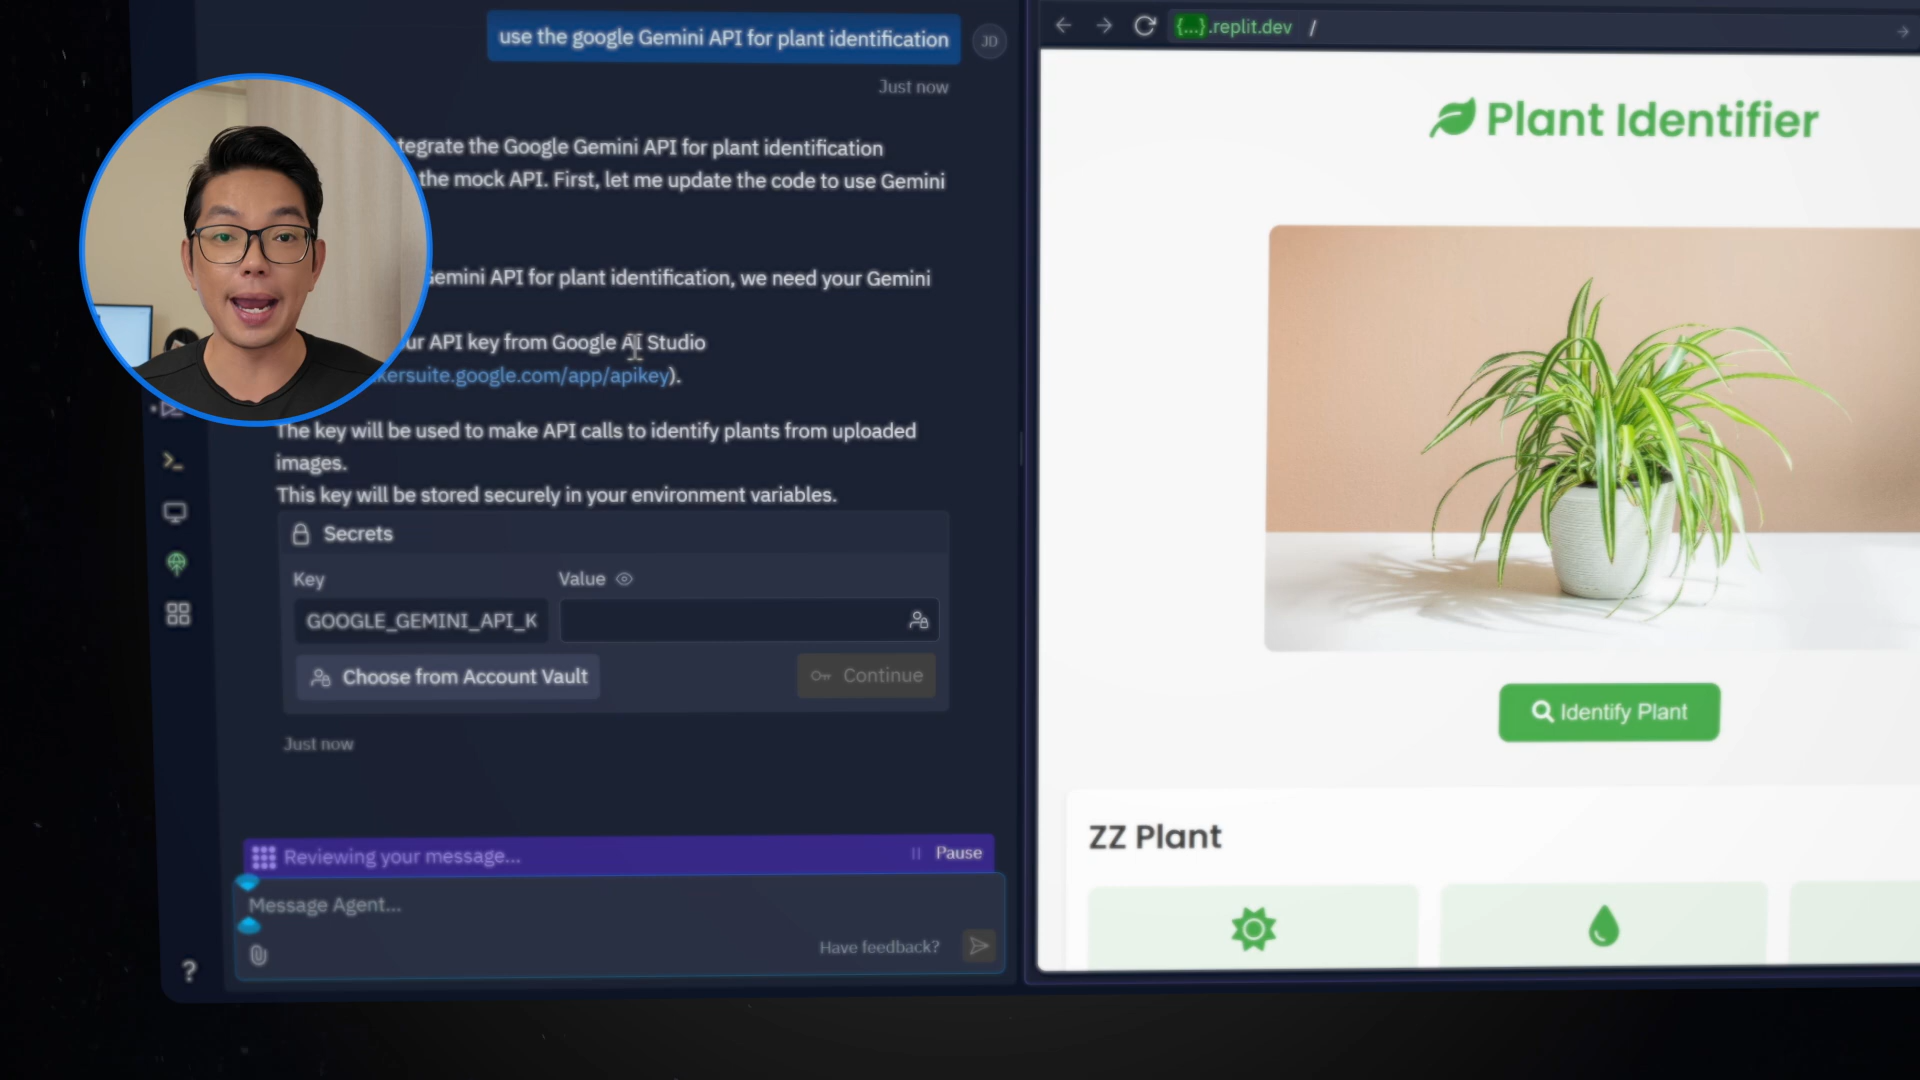 use the google Gemini API for plant identification
JD
Just now
tegrate the Google Gemini API for plant identification
the mock API. First, let me update the code to use Gemini
Gemini API for plant identification, we need your Gemini
ur API key from Google AI Studio
kersuite.google.com/app/apikey).
The key will be used to make API calls to identify plants from uploaded
images.
This key will be stored securely in your environment variables.
Secrets
Key
Value
GOOGLE_GEMINI_API_K
Choose from Account Vault
Continue
Just now
Reviewing your message...
Pause
Message Agent...
Have feedback?
?
{...}.replit.dev /
Plant Identifier
Identify Plant
ZZ Plant